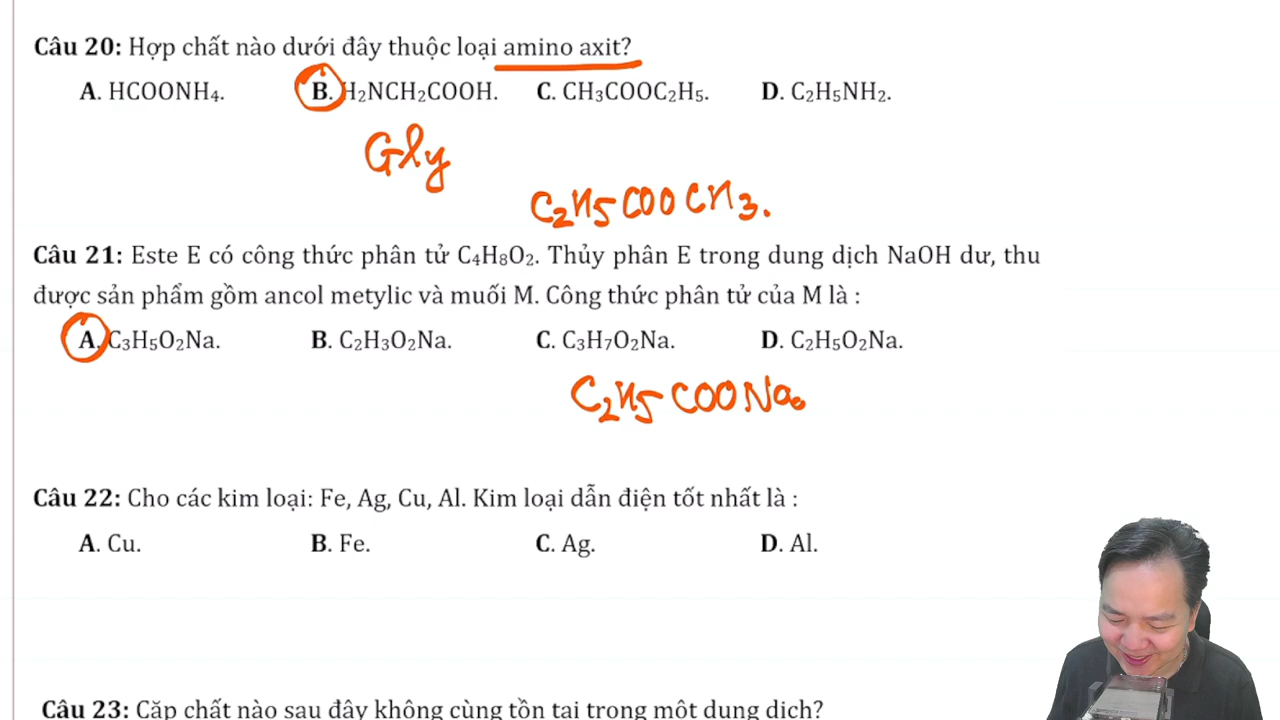 Câu 20: Hợp chất nào dưới đây thuộc loại amino axit?
A. HCOONH₄. B. H₂NCH₂COOH. C. CH₃COOC₂H₅. D. C₂H₅NH₂.
Gly
C₂H₅COOCH₃.
Câu 21: Este E có công thức phân tử C₄H₈O₂. Thủy phân E trong dung dịch NaOH dư, thu
được sản phẩm gồm ancol metylic và muối M. Công thức phân tử của M là :
A. C₃H₅O₂Na. B. C₂H₃O₂Na. C. C₃H₇O₂Na. D. C₂H₅O₂Na.
C₂H₅COONa
Câu 22: Cho các kim loại: Fe, Ag, Cu, Al. Kim loại dẫn điện tốt nhất là :
A. Cu. B. Fe. C. Ag. D. Al.
Câu 23: Cặp chất nào sau đây không cùng tồn tại trong một dung dịch?